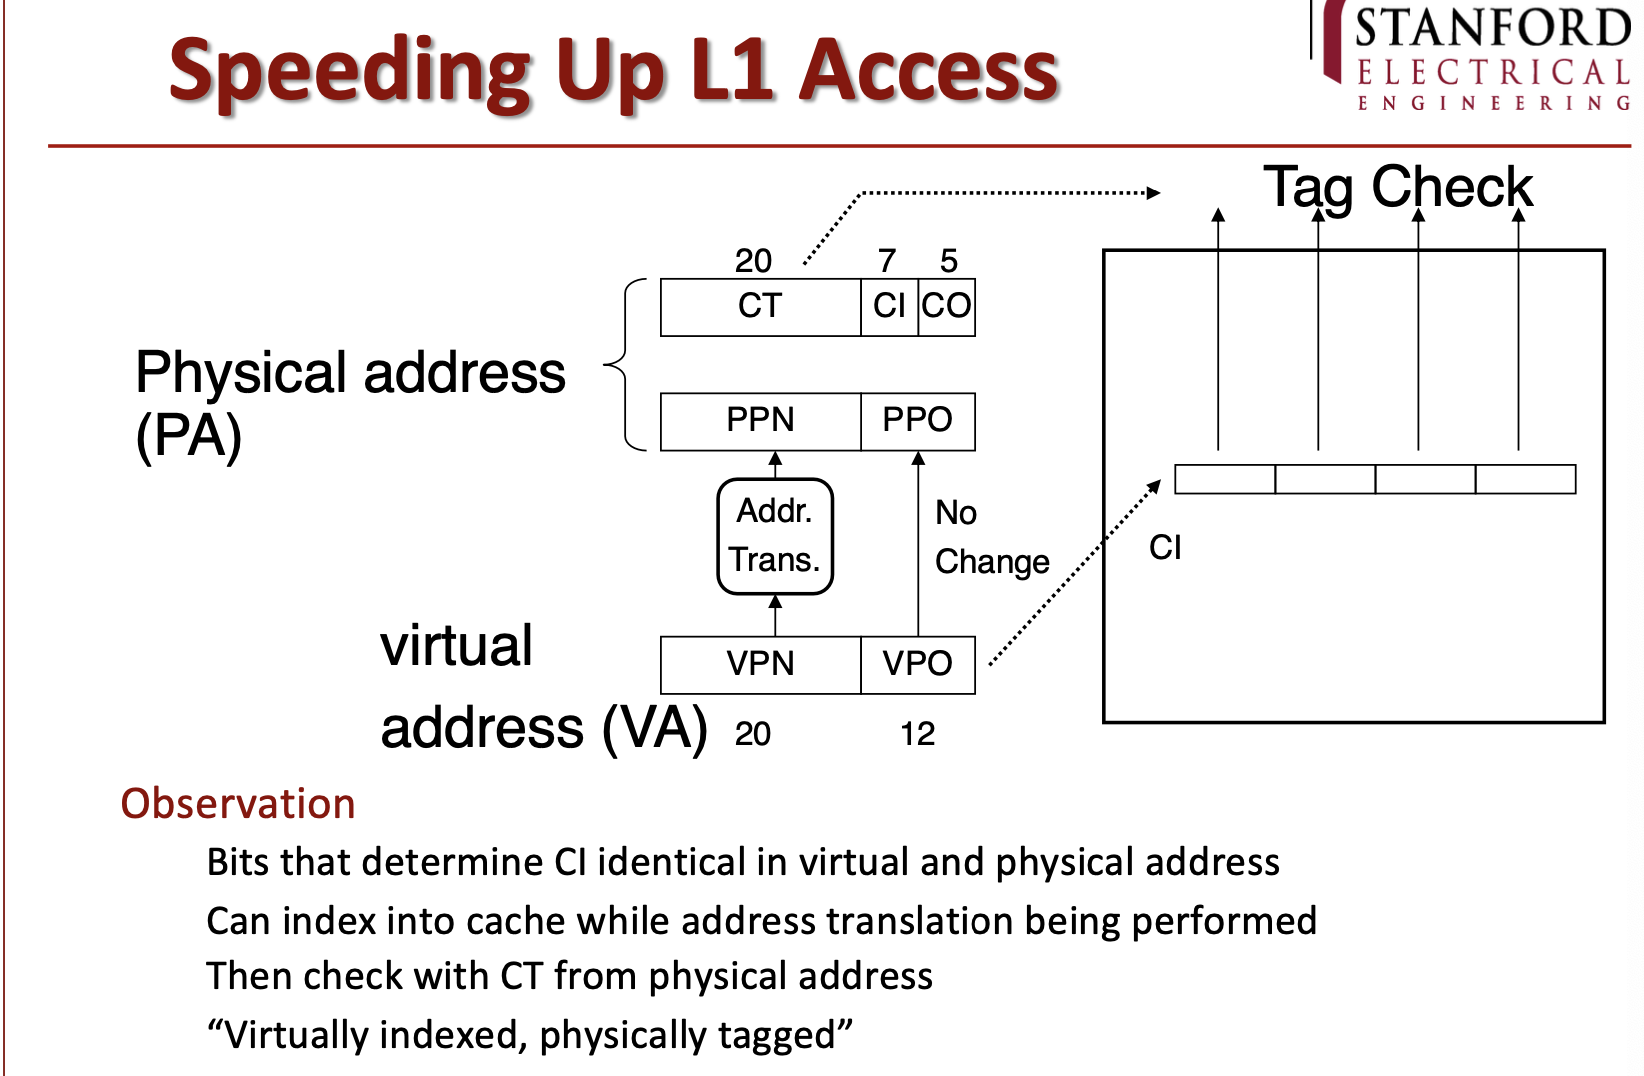 Speeding Up L1 Access
STANFORD
ELECTRICAL
ENGINEERING
Tag Check
20 7 5
CT CI CO
Physical address
(PA)
PPN PPO
Addr.
Trans.
No
Change
CI
virtual
address (VA)
VPN VPO
20 12
Observation
Bits that determine CI identical in virtual and physical address
Can index into cache while address translation being performed
Then check with CT from physical address
“Virtually indexed, physically tagged”